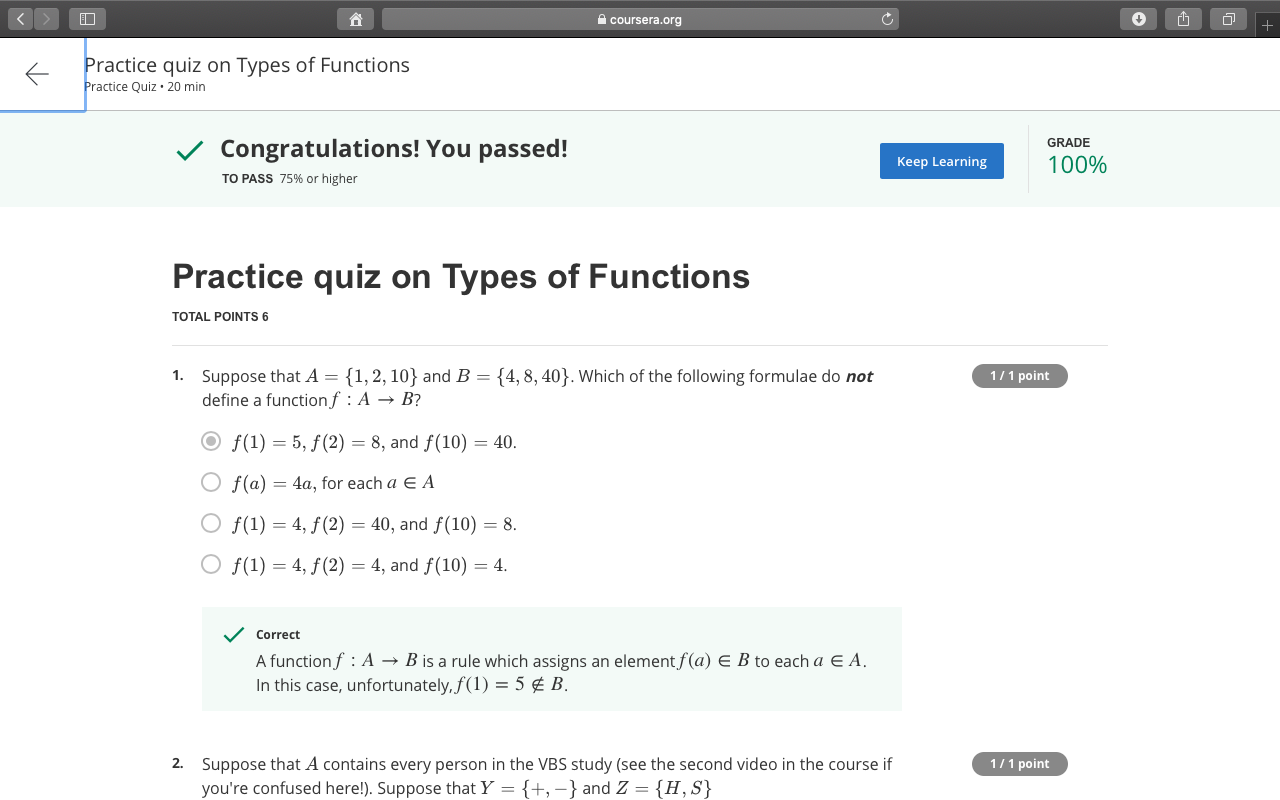 coursera.org
Practice quiz on Types of Functions
Practice Quiz • 20 min
Congratulations! You passed!
TO PASS 75% or higher
Keep Learning
GRADE
100%
Practice quiz on Types of Functions
TOTAL POINTS 6
1. Suppose that A = {1, 2, 10} and B = {4, 8, 40}. Which of the following formulae do not
define a function f : A → B?
1 / 1 point
f(1) = 5, f(2) = 8, and f(10) = 40.
f(a) = 4a, for each a ∈ A
f(1) = 4, f(2) = 40, and f(10) = 8.
f(1) = 4, f(2) = 4, and f(10) = 4.
Correct
A function f : A → B is a rule which assigns an element f(a) ∈ B to each a ∈ A.
In this case, unfortunately, f(1) = 5 ∉ B.
2. Suppose that A contains every person in the VBS study (see the second video in the course if
you're confused here!). Suppose that Y = {+, −} and Z = {H, S}
1 / 1 point